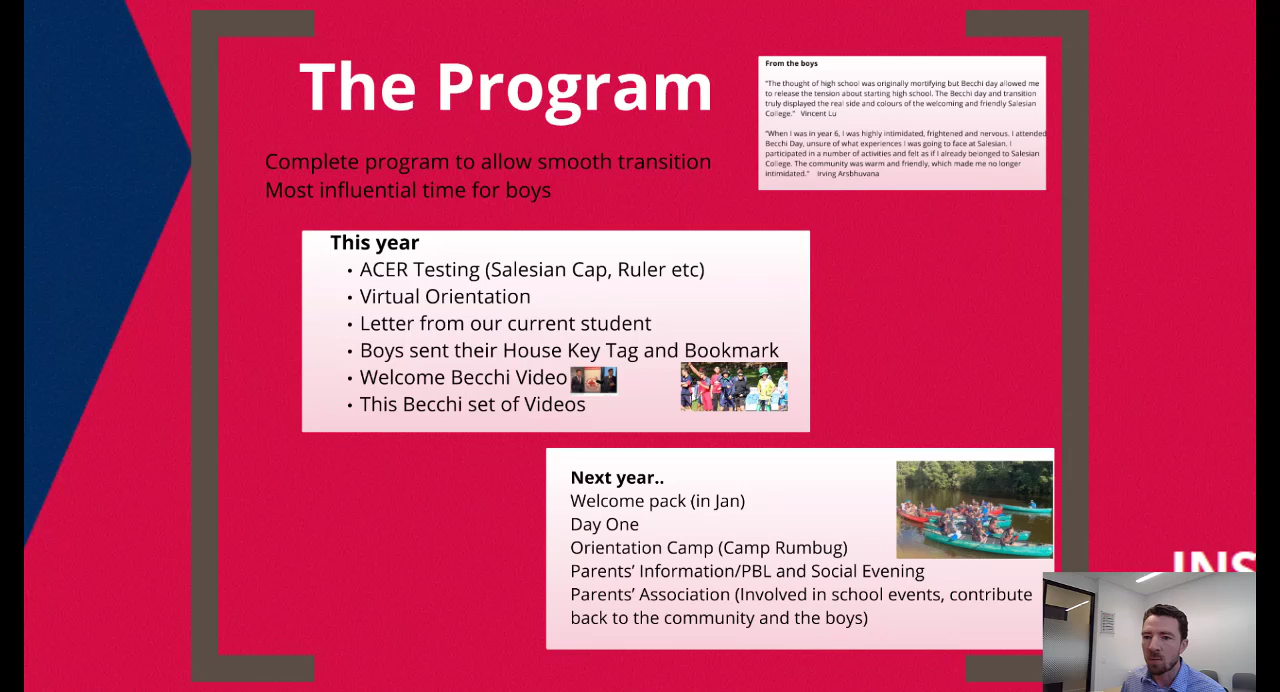 The Program
Complete program to allow smooth transition
Most influential time for boys
From the boys
"The thought of high school was originally mortifying but Becchi day allowed me
to release the tension about starting high school. The Becchi day and transition
truly displayed the real side and colours of the welcoming and friendly Salesian
College." Vincent Lu
"When I was in year 6, I was highly intimidated, frightened and nervous. I attended
Becchi Day, unsure of what experiences I was going to face at Salesian. I
participated in a number of activities and felt as if I already belonged to Salesian
College. The community was warm and friendly, which made me no longer
intimidated." Irving Arsbhuvana
This year
• ACER Testing (Salesian Cap, Ruler etc)
• Virtual Orientation
• Letter from our current student
• Boys sent their House Key Tag and Bookmark
• Welcome Becchi Video
• This Becchi set of Videos
Next year..
Welcome pack (in Jan)
Day One
Orientation Camp (Camp Rumbug)
Parents' Information/PBL and Social Evening
Parents' Association (Involved in school events, contribute
back to the community and the boys)
INS